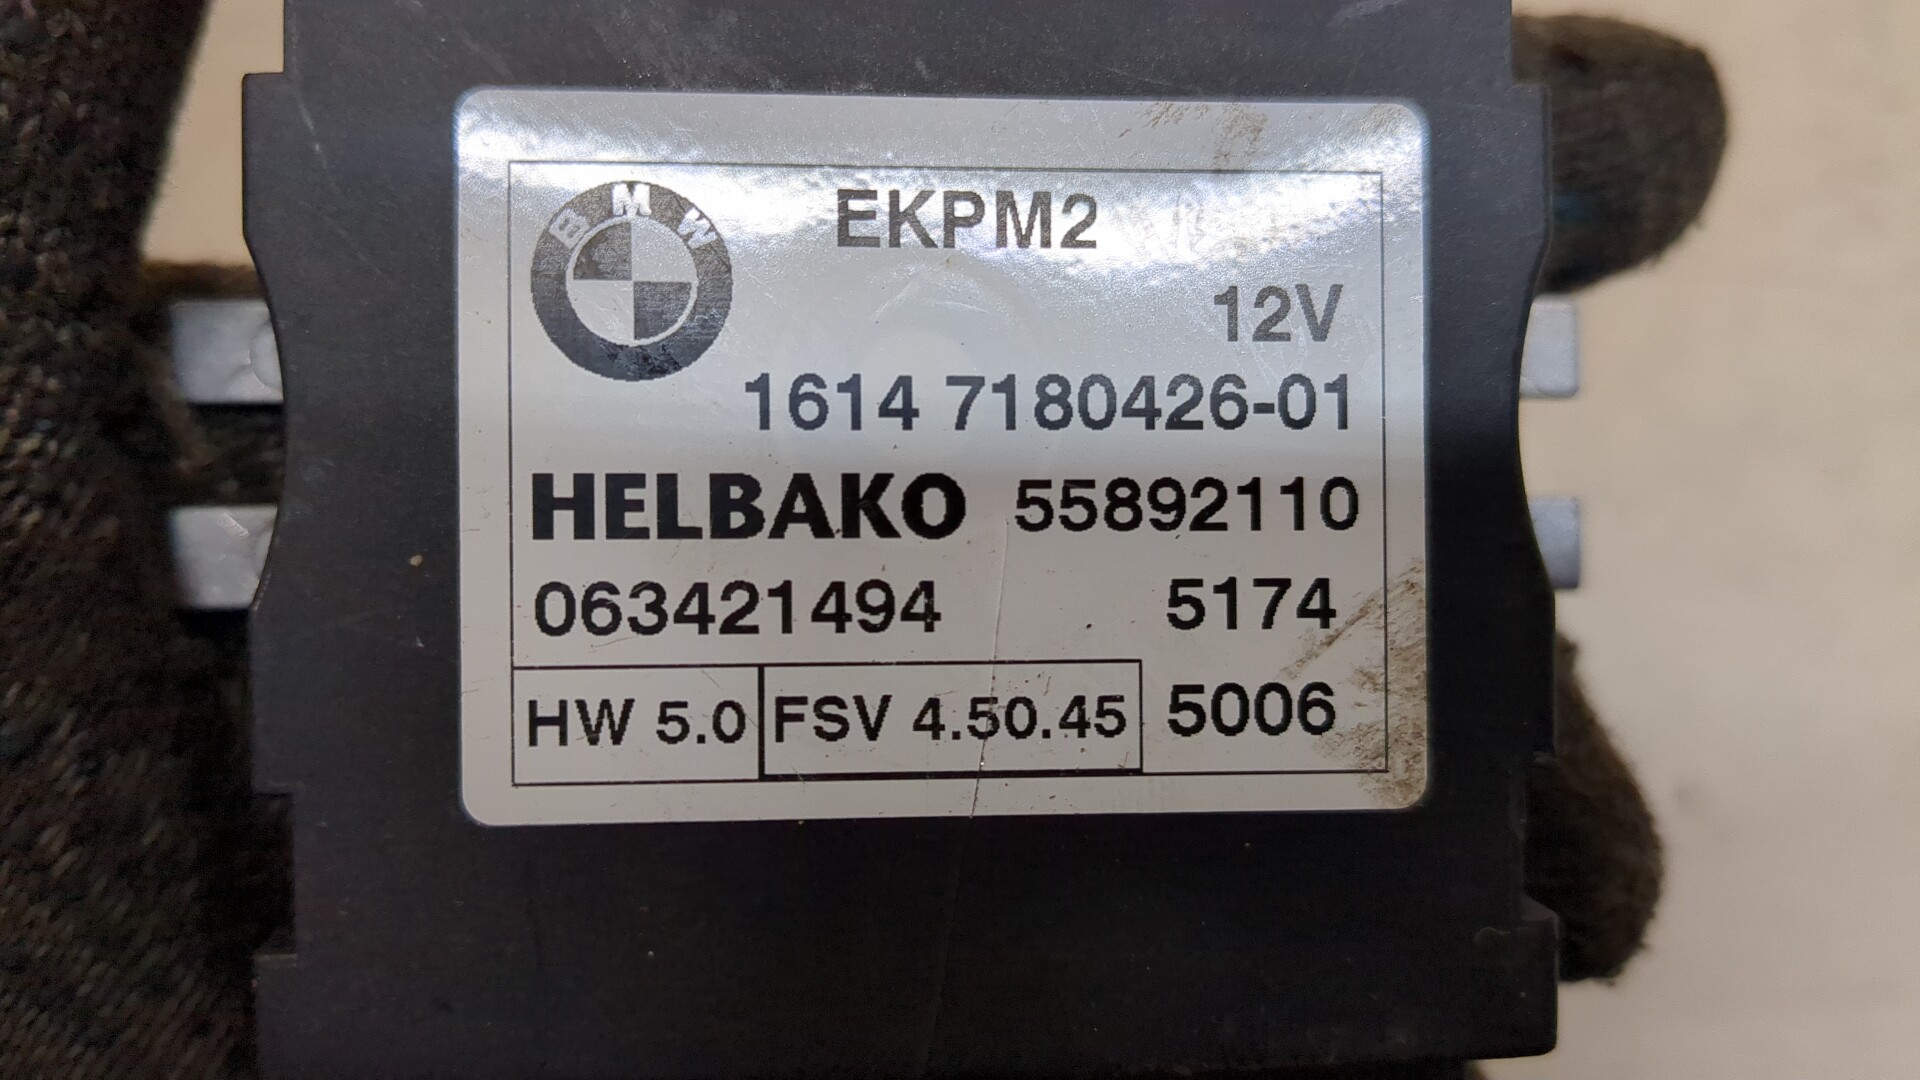 BMW
EKPM2
12V
1614 7180426-01
HELBAKO 55892110
063421494 5174
HW 5.0 FSV 4.50.45 5006